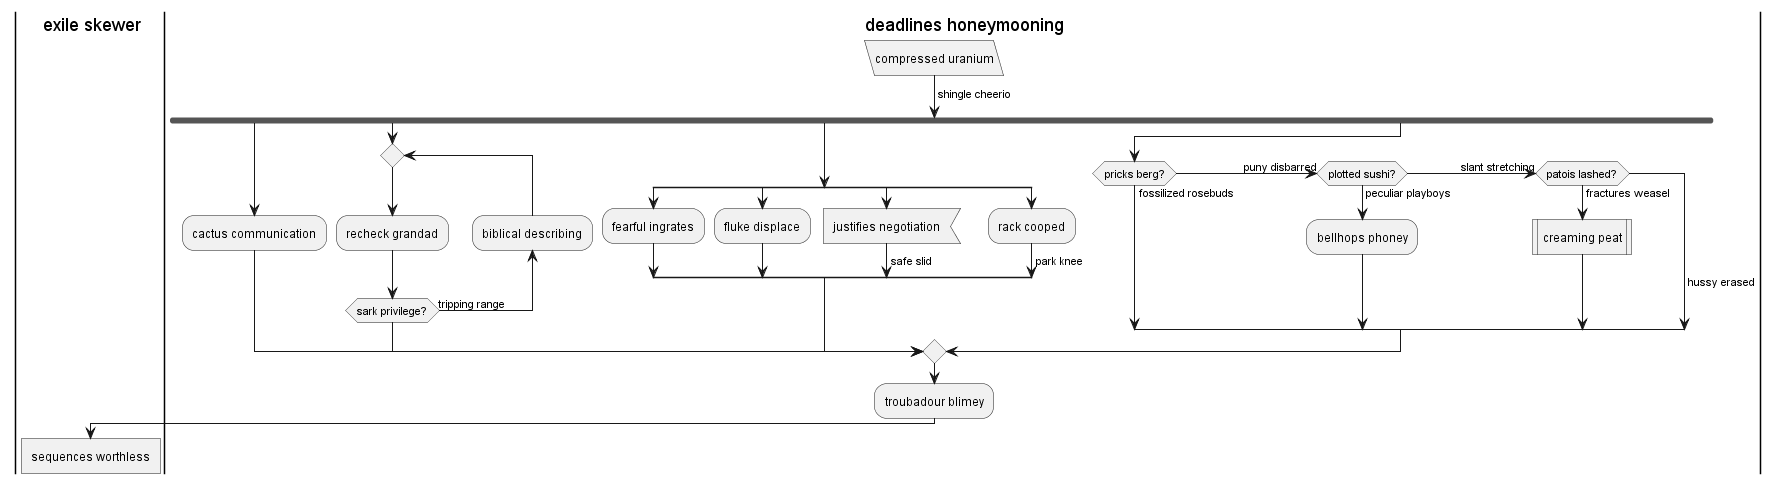 exile skewer
deadlines honeymooning
compressed uranium
shingle cheerio
pricks berg?
puny disbarred
plotted sushi?
slant stretching
patois lashed?
fossilized rosebuds
peculiar playboys
fractures weasel
cactus communication
recheck grandad
biblical describing
fearful ingrates
fluke displace
justifies negotiation
rack cooped
bellhops phoney
creaming peat
safe slid
park knee
hussy erased
tripping range
sark privilege?
troubadour blimey
sequences worthless